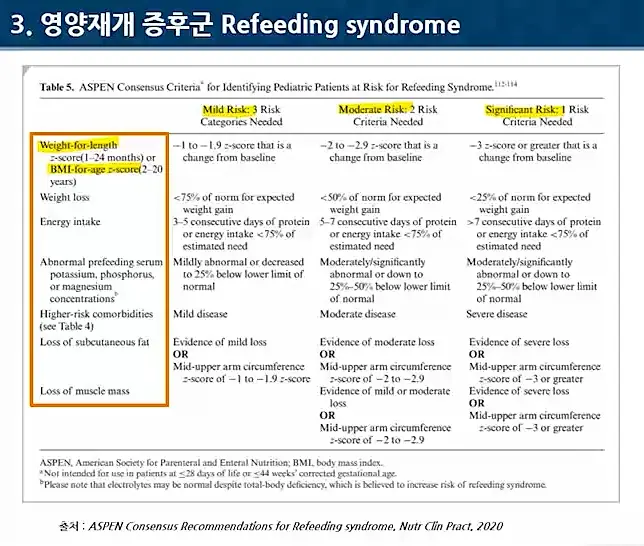 3. 영양재개 증후군 Refeeding syndrome
Table 5. ASPEN Consensus Criteriaᵃ for Identifying Pediatric Patients at Risk for Refeeding Syndrome.¹¹²⁻¹¹⁴
Mild Risk: 3 Risk Categories Needed
Moderate Risk: 2 Risk Criteria Needed
Significant Risk: 1 Risk Criteria Needed
Weight-for-length z-score(1–24 months) or BMI-for-age z-score(2–20 years)
−1 to −1.9 z-score that is a change from baseline
−2 to −2.9 z-score that is a change from baseline
−3 z-score or greater that is a change from baseline
Weight loss
<75% of norm for expected weight gain
<50% of norm for expected weight gain
<25% of norm for expected weight gain
Energy intake
3–5 consecutive days of protein or energy intake <75% of estimated need
5–7 consecutive days of protein or energy intake <75% of estimated need
>7 consecutive days of protein or energy intake <75% of estimated need
Abnormal prefeeding serum potassium, phosphorus, or magnesium concentrationsᵇ
Mildly abnormal or decreased to 25% below lower limit of normal
Moderately/significantly abnormal or down to 25%–50% below lower limit of normal
Moderately/significantly abnormal or down to 25%–50% below lower limit of normal
Higher-risk comorbidities (see Table 4)
Mild disease
Moderate disease
Severe disease
Loss of subcutaneous fat
Evidence of mild loss
OR
Mid-upper arm circumference z-score of −1 to −1.9 z-score
Evidence of moderate loss
OR
Mid-upper arm circumference z-score of −2 to −2.9
Evidence of severe loss
OR
Mid-upper arm circumference z-score of −3 or greater
Loss of muscle mass
Evidence of mild or moderate loss
OR
Mid-upper arm circumference z-score of −2 to −2.9
Evidence of severe loss
OR
Mid-upper arm circumference z-score of −3 or greater
ASPEN, American Society for Parenteral and Enteral Nutrition; BMI, body mass index.
ᵃNot intended for use in patients at ≤28 days of life or ≤44 weeks' corrected gestational age.
ᵇPlease note that electrolytes may be normal despite total-body deficiency, which is believed to increase risk of refeeding syndrome.
출처 : ASPEN Consensus Recommendations for Refeeding syndrome, Nutr Clin Pract, 2020